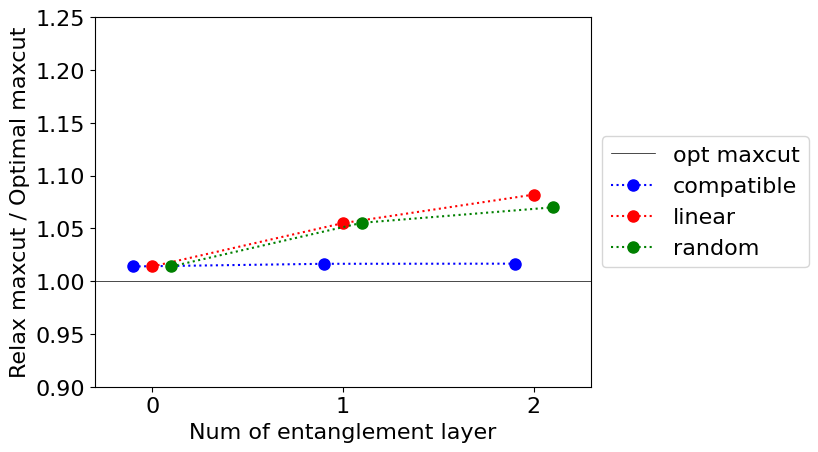 Relax maxcut / Optimal maxcut
1.25
1.20
1.15
1.10
1.05
1.00
0.95
0.90
0
1
2
Num of entanglement layer
opt maxcut
compatible
linear
random